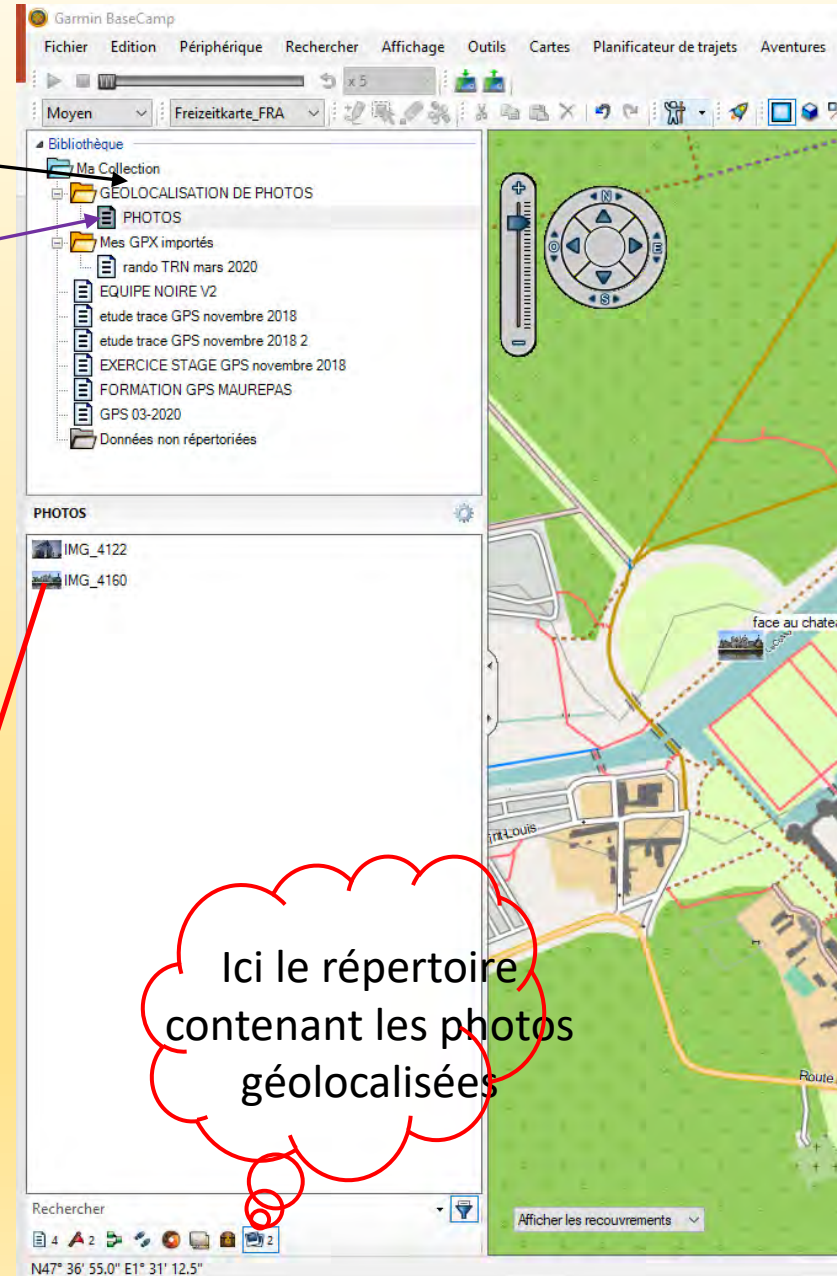 Garmin BaseCamp
Fichier Edition Périphérique Rechercher Affichage Outils Cartes Planificateur de trajets Aventures
x 5
Moyen Freizeitkarte_FRA
Bibliothèque
Ma Collection
GEOLOCALISATION DE PHOTOS
PHOTOS
Mes GPX importés
rando TRN mars 2020
EQUIPE NOIRE V2
etude trace GPS novembre 2018
etude trace GPS novembre 2018 2
EXERCICE STAGE GPS novembre 2018
FORMATION GPS MAUREPAS
GPS 03-2020
Données non répertoriées
N
O
E
S
PHOTOS
IMG_4122
IMG_4160
face au chatea
int-Louis
Ici le répertoire
contenant les photos
géolocalisées
Route
Rechercher
Afficher les recouvrements
4 2 2
N47° 36' 55.0" E1° 31' 12.5"